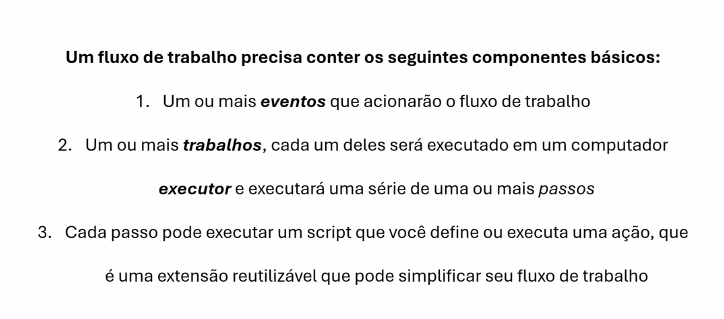 Um fluxo de trabalho precisa conter os seguintes componentes básicos:
1. Um ou mais eventos que acionarão o fluxo de trabalho
2. Um ou mais trabalhos, cada um deles será executado em um computador
executor e executará uma série de uma ou mais passos
3. Cada passo pode executar um script que você define ou executa uma ação, que
é uma extensão reutilizável que pode simplificar seu fluxo de trabalho